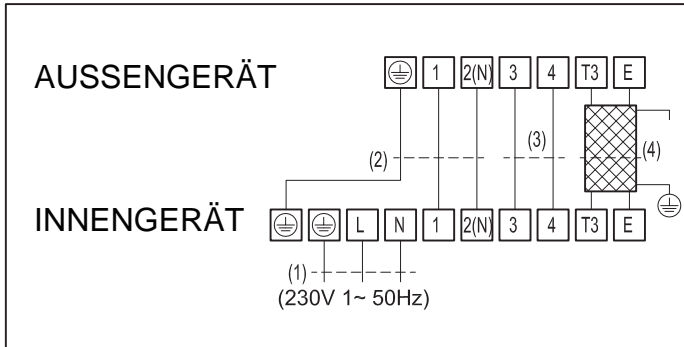 AUSSENGERÄT
1 2(N) 3 4 T3 E
(2) (3) (4)
INNENGERÄT
L N 1 2(N) 3 4 T3 E
(1)
(230V 1~ 50Hz)